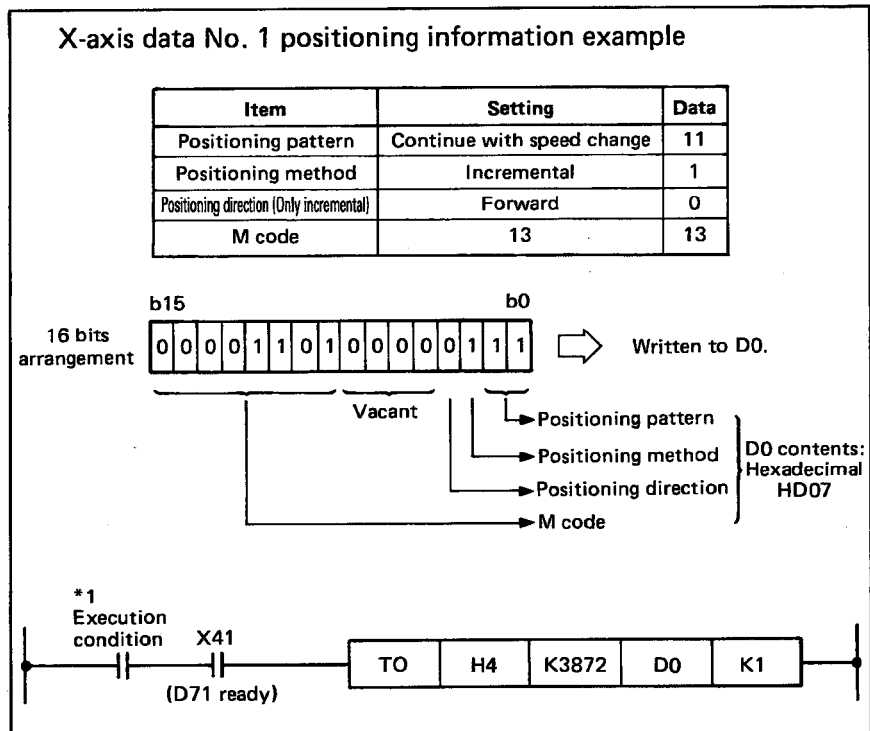 X-axis data No. 1 positioning information example
Item Setting Data
Positioning pattern Continue with speed change 11
Positioning method Incremental 1
Positioning direction (Only incremental) Forward 0
M code 13 13
b15 b0
16 bits
arrangement
0 0 0 0 1 1 0 1 0 0 0 0 0 1 1 1
Written to D0.
Vacant
Positioning pattern
Positioning method
Positioning direction
M code
D0 contents:
Hexadecimal
HD07
*1
Execution
condition
X41
(D71 ready)
TO H4 K3872 D0 K1